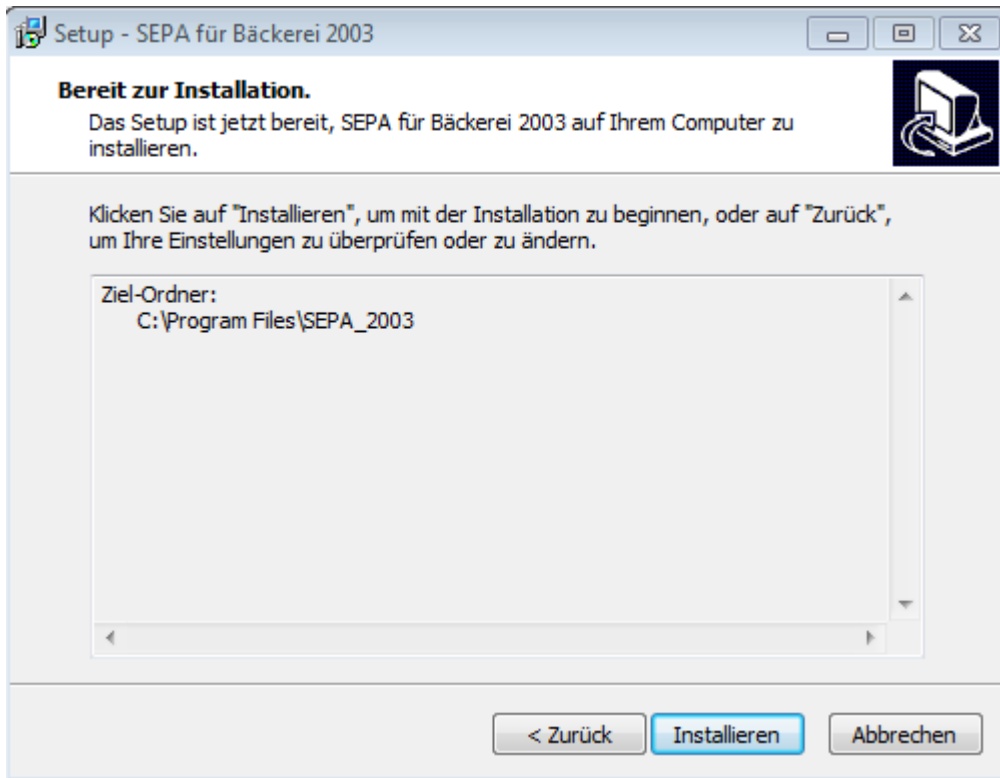 Setup - SEPA für Bäckerei 2003
Bereit zur Installation.
Das Setup ist jetzt bereit, SEPA für Bäckerei 2003 auf Ihrem Computer zu
installieren.
Klicken Sie auf "Installieren", um mit der Installation zu beginnen, oder auf "Zurück",
um Ihre Einstellungen zu überprüfen oder zu ändern.
Ziel-Ordner:
C:\Program Files\SEPA_2003
< Zurück
Installieren
Abbrechen